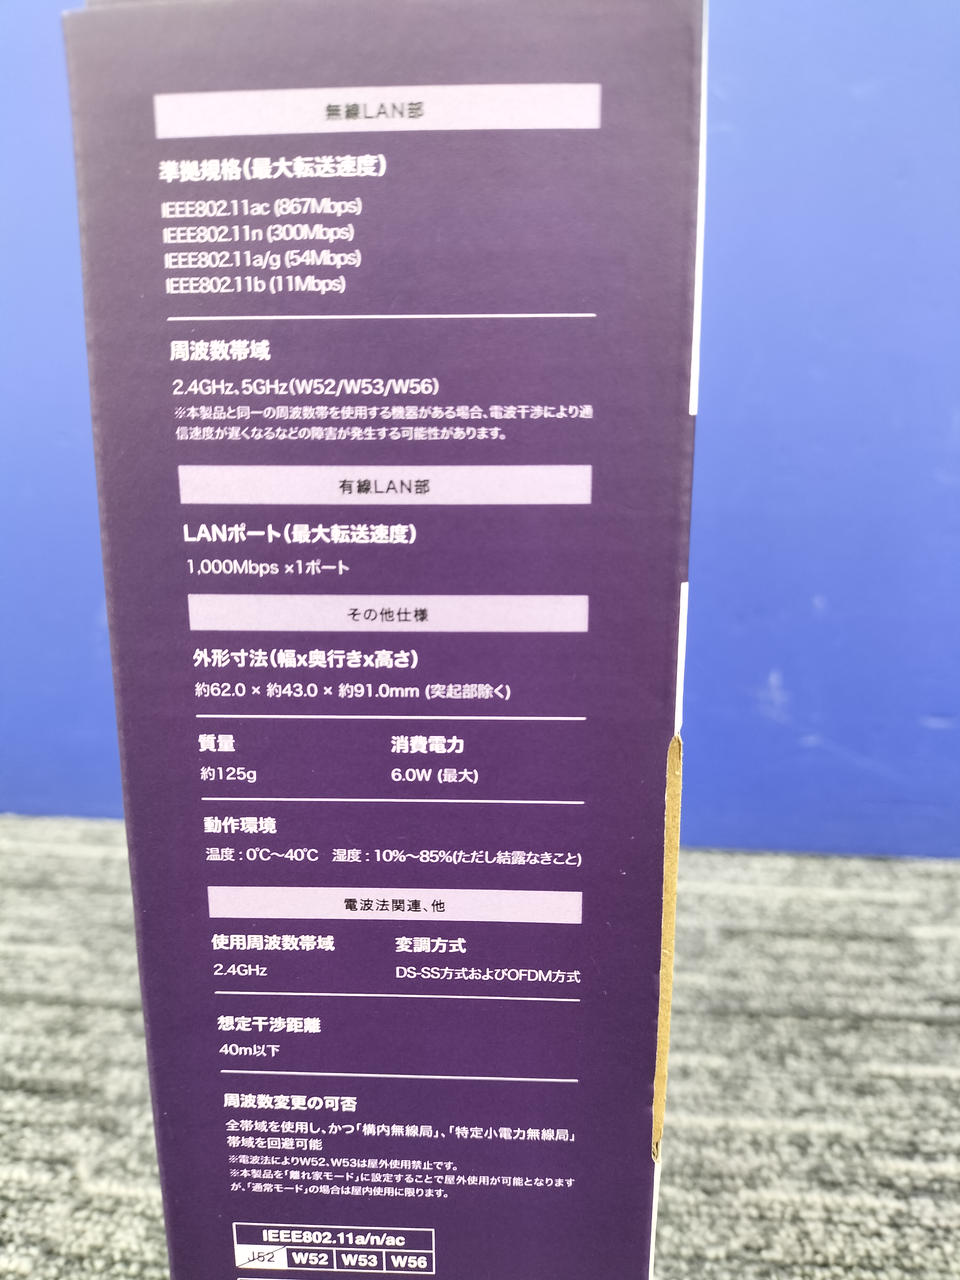 無線LAN部
準拠規格(最大転送速度)
IEEE802.11ac (867Mbps)
IEEE802.11n (300Mbps)
IEEE802.11a/g (54Mbps)
IEEE802.11b (11Mbps)
周波数帯域
2.4GHz、5GHz(W52/W53/W56)
※本製品と同一の周波数帯を使用する機器がある場合、電波干渉により通
信速度が遅くなるなどの障害が発生する可能性があります。
有線LAN部
LANポート(最大転送速度)
1,000Mbps ×1ポート
その他仕様
外形寸法(幅x奥行きx高さ)
約62.0 × 約43.0 × 約91.0mm (突起部除く)
質量 消費電力
約125g 6.0W (最大)
動作環境
温度 : 0℃〜40℃ 湿度 : 10%〜85%(ただし結露なきこと)
電波法関連、他
使用周波数帯域 変調方式
2.4GHz DS-SS方式およびOFDM方式
想定干渉距離
40m以下
周波数変更の可否
全帯域を使用し、かつ「構内無線局」、「特定小電力無線局」
帯域を回避可能
※電波法によりW52、W53は屋外使用禁止です。
※本製品を「離れ家モード」に設定することで屋外使用が可能となります
が、「通常モード」の場合は屋内使用に限ります。
IEEE802.11a/n/ac
J52 W52 W53 W56